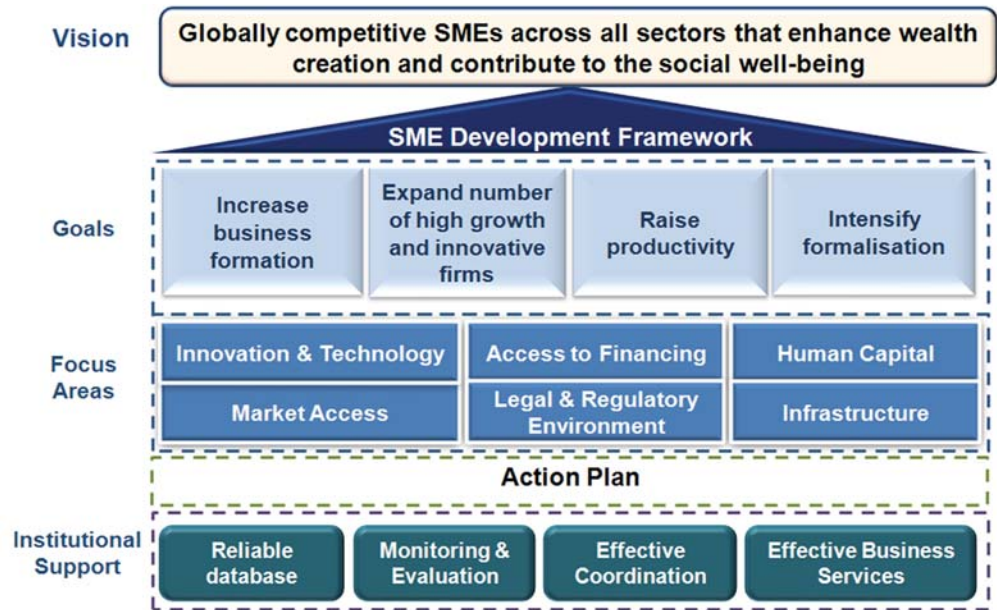 Vision
Globally competitive SMEs across all sectors that enhance wealth
creation and contribute to the social well-being
SME Development Framework
Goals
Increase
business
formation
Expand number
of high growth
and innovative
firms
Raise
productivity
Intensify
formalisation
Focus
Areas
Innovation & Technology
Access to Financing
Human Capital
Market Access
Legal & Regulatory
Environment
Infrastructure
Action Plan
Institutional
Support
Reliable
database
Monitoring &
Evaluation
Effective
Coordination
Effective Business
Services